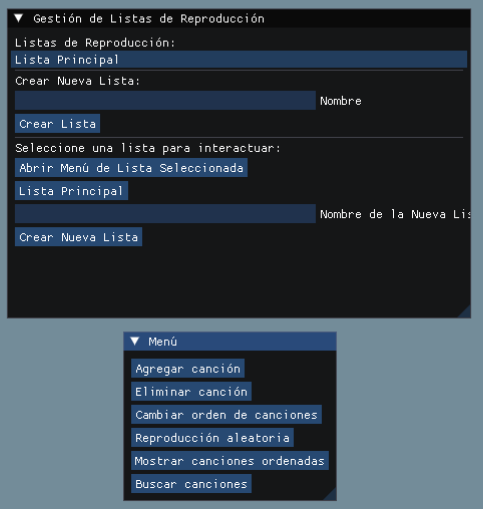 Gestión de Listas de Reproducción
Listas de Reproducción:
Lista Principal
Crear Nueva Lista:
Nombre
Crear Lista
Seleccione una lista para interactuar:
Abrir Menú de Lista Seleccionada
Lista Principal
Nombre de la Nueva Lis
Crear Nueva Lista
Menú
Agregar canción
Eliminar canción
Cambiar orden de canciones
Reproducción aleatoria
Mostrar canciones ordenadas
Buscar canciones